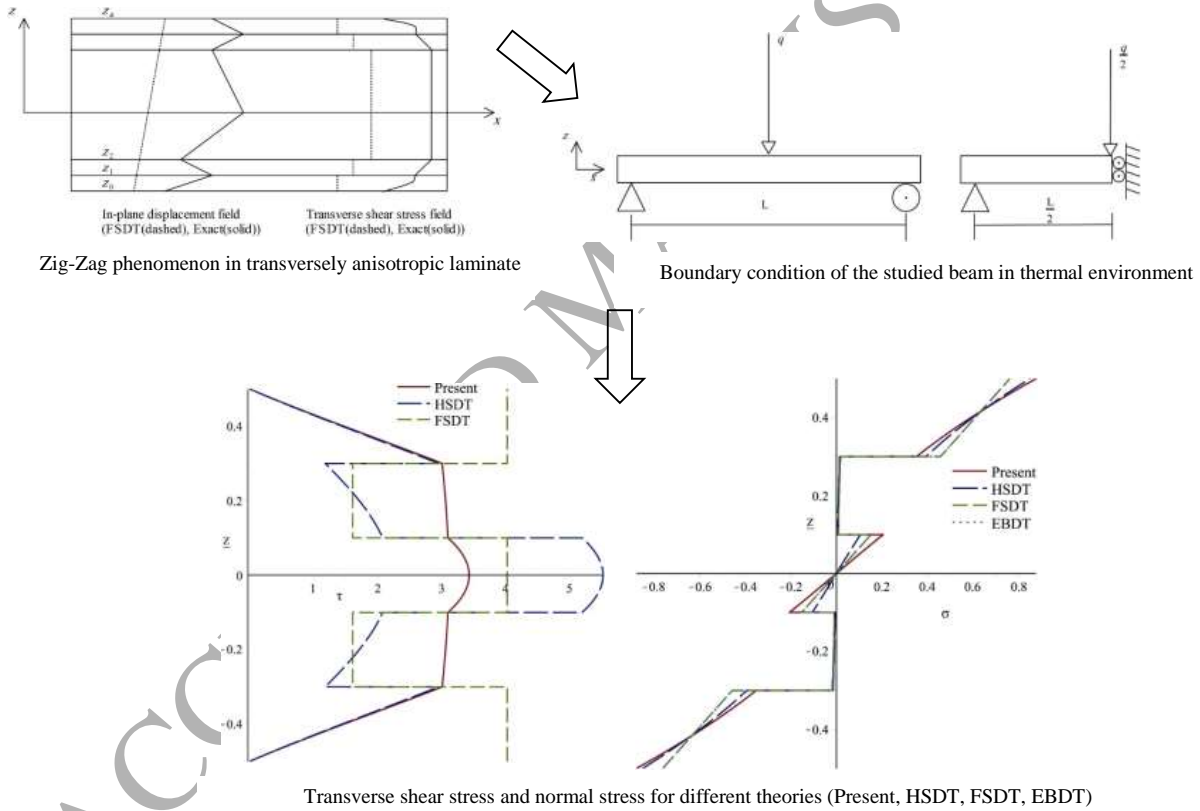 z
z₄
x
z₂
z₁
z₀
In-plane displacement field
(FSDT(dashed), Exact(solid))
Transverse shear stress field
(FSDT(dashed), Exact(solid))
Zig-Zag phenomenon in transversely anisotropic laminate
q
q/2
z
x
L
L/2
Boundary condition of the studied beam in thermal environment
Present
HSDT
FSDT
0.4
0.2
z
0
1 2 3 4 5
τ
-0.2
-0.4
0.4
Present
HSDT
FSDT
EBDT
0.2
z
-0.8 -0.6 -0.4 -0.2 0 0.2 0.4 0.6 0.8
σ
-0.2
-0.4
Transverse shear stress and normal stress for different theories (Present, HSDT, FSDT, EBDT)